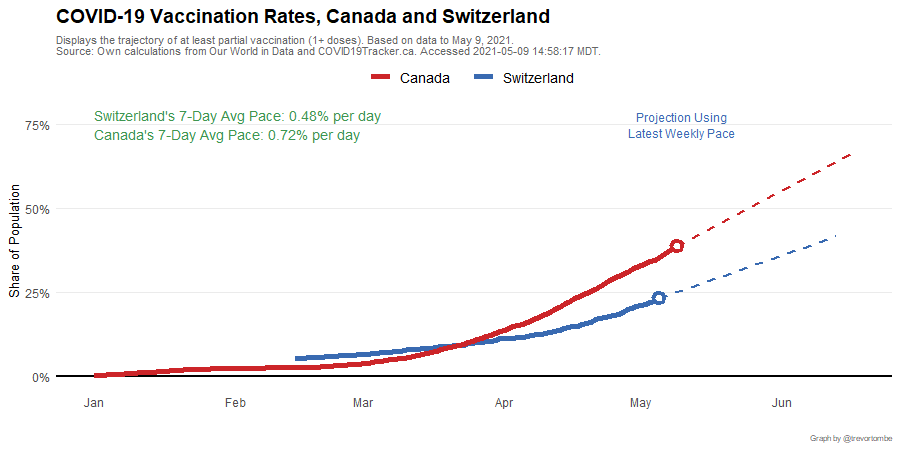 COVID-19 Vaccination Rates, Canada and Switzerland
Displays the trajectory of at least partial vaccination (1+ doses). Based on data to May 9, 2021.
Source: Own calculations from Our World in Data and COVID19Tracker.ca. Accessed 2021-05-09 14:58:17 MDT.
Canada Switzerland
Switzerland's 7-Day Avg Pace: 0.48% per day
Canada's 7-Day Avg Pace: 0.72% per day
Projection Using
Latest Weekly Pace
Share of Population
75%
50%
25%
0%
Jan Feb Mar Apr May Jun
Graph by @trevortombe